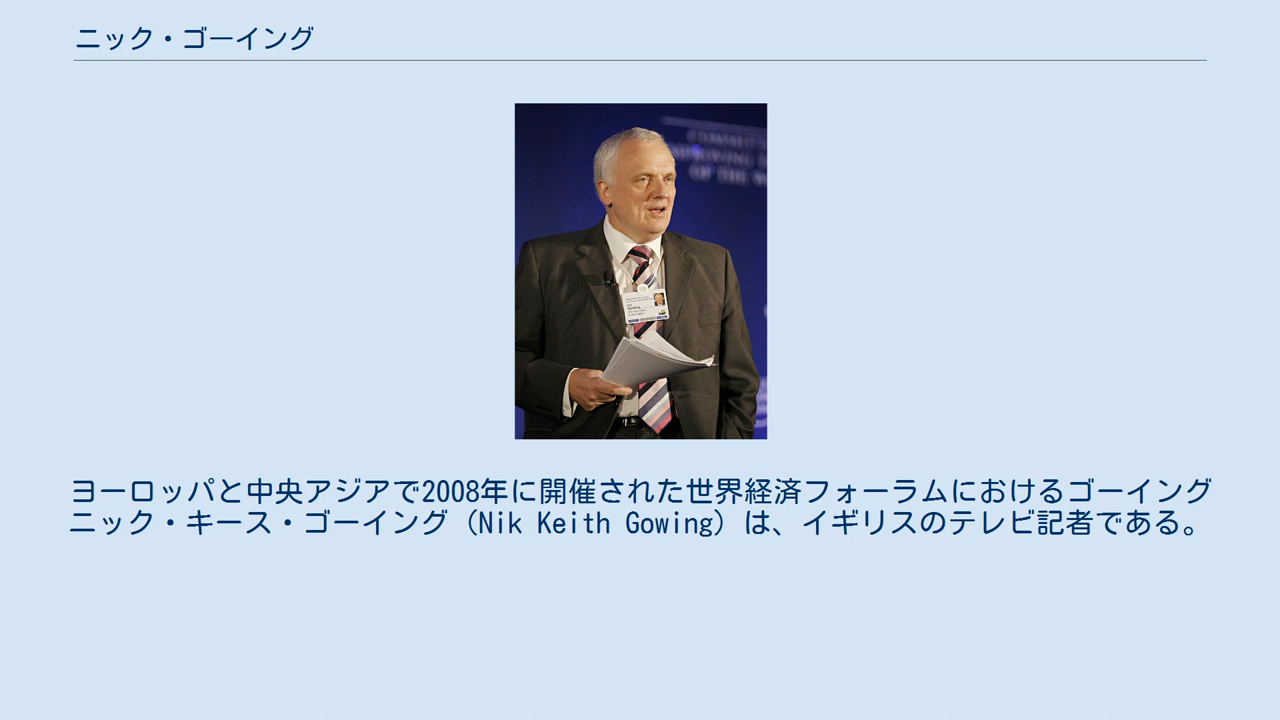 ニック・ゴーイング
COMMITTED
IMPROVING
OF THE W
ヨーロッパと中央アジアで2008年に開催された世界経済フォーラムにおけるゴーイング
ニック・キース・ゴーイング（Nik Keith Gowing）は、イギリスのテレビ記者である。